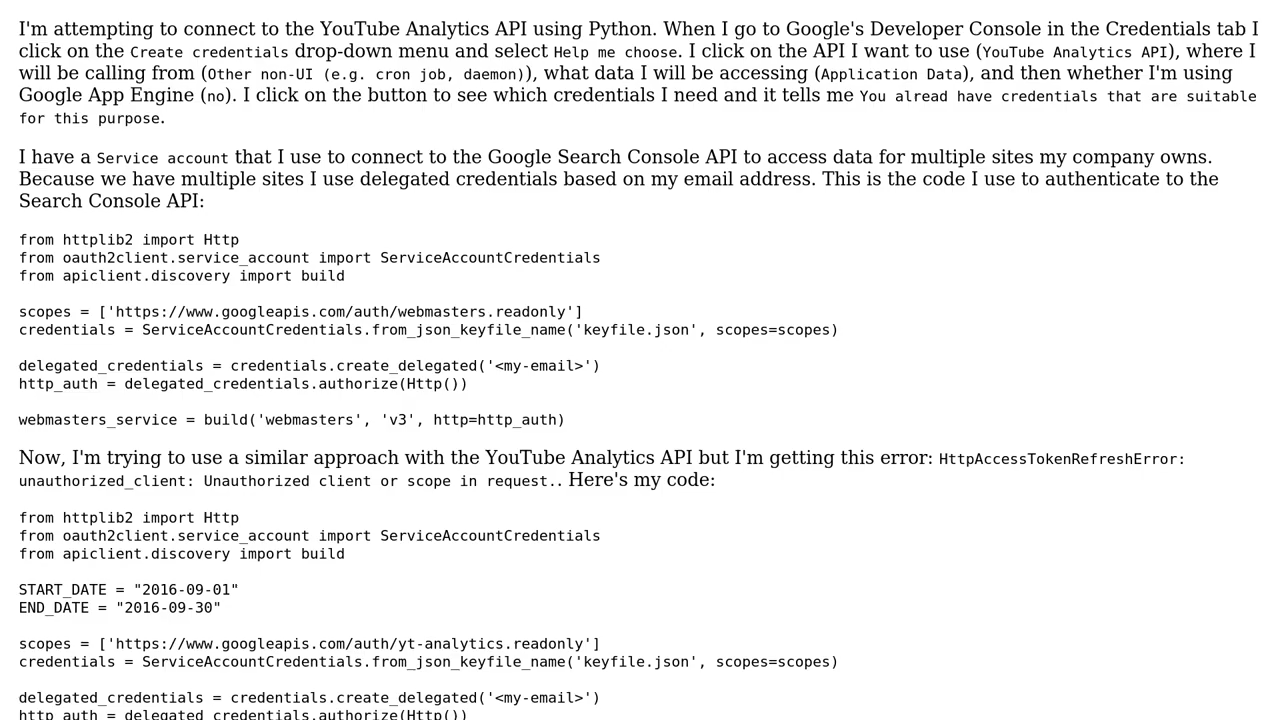 I'm attempting to connect to the YouTube Analytics API using Python. When I go to Google's Developer Console in the Credentials tab I
click on the Create credentials drop-down menu and select Help me choose. I click on the API I want to use (YouTube Analytics API), where I
will be calling from (Other non-UI (e.g. cron job, daemon)), what data I will be accessing (Application Data), and then whether I'm using
Google App Engine (no). I click on the button to see which credentials I need and it tells me You alread have credentials that are suitable
for this purpose.
I have a Service account that I use to connect to the Google Search Console API to access data for multiple sites my company owns.
Because we have multiple sites I use delegated credentials based on my email address. This is the code I use to authenticate to the
Search Console API:
from httplib2 import Http
from oauth2client.service_account import ServiceAccountCredentials
from apiclient.discovery import build
scopes = ['https://www.googleapis.com/auth/webmasters.readonly']
credentials = ServiceAccountCredentials.from_json_keyfile_name('keyfile.json', scopes=scopes)
delegated_credentials = credentials.create_delegated('<my-email>')
http_auth = delegated_credentials.authorize(Http())
webmasters_service = build('webmasters', 'v3', http=http_auth)
Now, I'm trying to use a similar approach with the YouTube Analytics API but I'm getting this error: HttpAccessTokenRefreshError:
unauthorized_client: Unauthorized client or scope in request.. Here's my code:
from httplib2 import Http
from oauth2client.service_account import ServiceAccountCredentials
from apiclient.discovery import build
START_DATE = "2016-09-01"
END_DATE = "2016-09-30"
scopes = ['https://www.googleapis.com/auth/yt-analytics.readonly']
credentials = ServiceAccountCredentials.from_json_keyfile_name('keyfile.json', scopes=scopes)
delegated_credentials = credentials.create_delegated('<my-email>')
http_auth = delegated_credentials.authorize(Http())